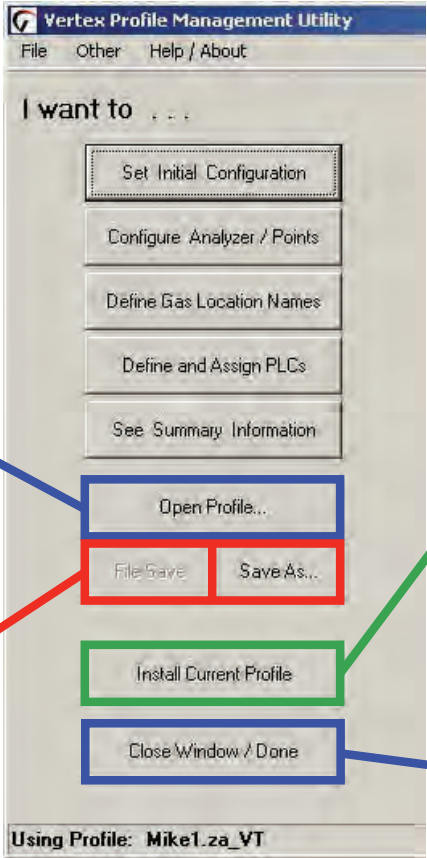 Vertex Profile Management Utility
File Other Help / About
I want to . . .
Set Initial Configuration
Configure Analyzer / Points
Define Gas Location Names
Define and Assign PLCs
See Summary Information
Open Profile...
File Save Save As...
Install Current Profile
Close Window / Done
Using Profile: Mike1.za_VT